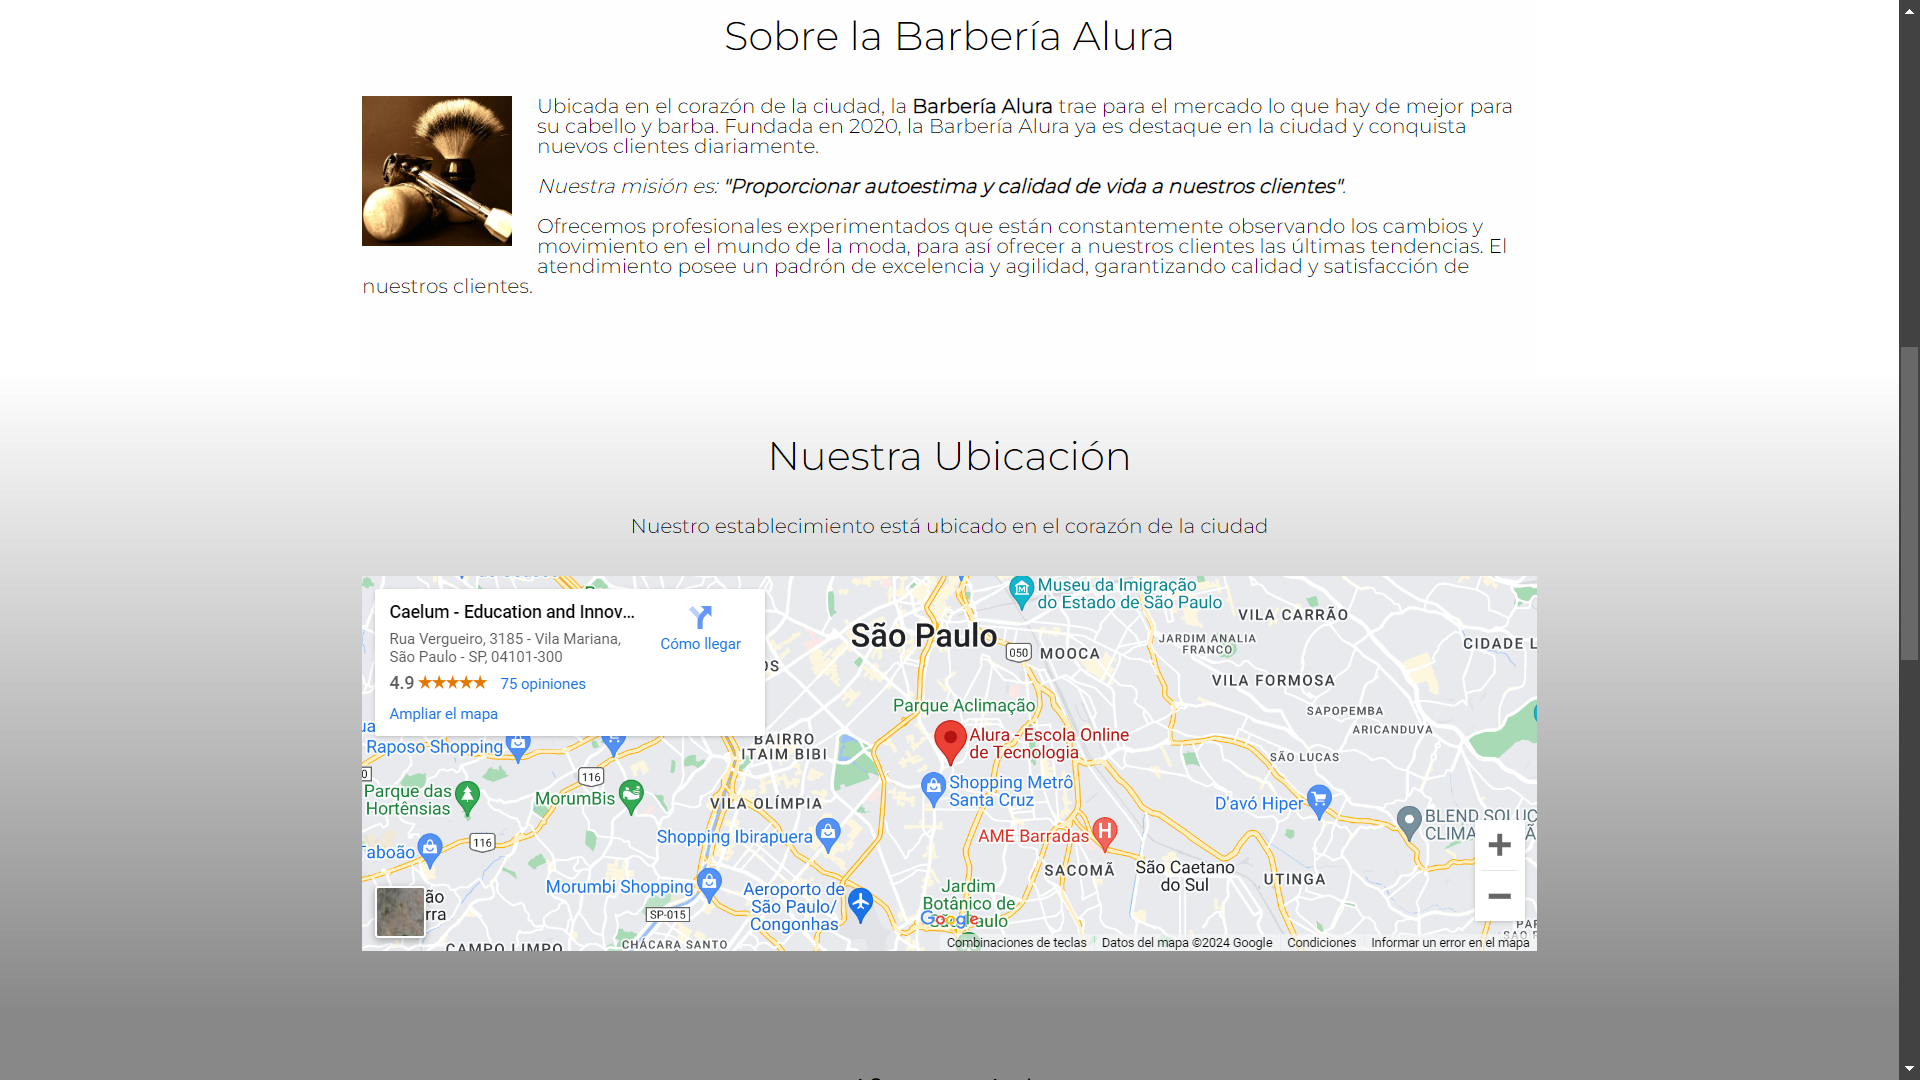 Sobre la Barbería Alura
Ubicada en el corazón de la ciudad, la Barbería Alura trae para el mercado lo que hay de mejor para
su cabello y barba. Fundada en 2020, la Barbería Alura ya es destaque en la ciudad y conquista
nuevos clientes diariamente.
Nuestra misión es: "Proporcionar autoestima y calidad de vida a nuestros clientes".
Ofrecemos profesionales experimentados que están constantemente observando los cambios y
movimiento en el mundo de la moda, para así ofrecer a nuestros clientes las últimas tendencias. El
atendimiento posee un padrón de excelencia y agilidad, garantizando calidad y satisfacción de
nuestros clientes.
Nuestra Ubicación
Nuestro establecimiento está ubicado en el corazón de la ciudad
Caelum - Education and Innov...
Rua Vergueiro, 3185 - Vila Mariana,
São Paulo - SP, 04101-300
Cómo llegar
4.9
75 opiniones
Ampliar el mapa
Museu da Imigração
do Estado de São Paulo
VILA CARRÃO
São Paulo
JARDIM ANALIA
FRANCO
CIDADE L
050
MOOCA
OS
VILA FORMOSA
Parque Aclimação
SAPOPEMBA
ARICANDUVA
Alura - Escola Online
de Tecnologia
BAIRRO
ITAIM BIBI
ua
Raposo Shopping
SÃO LUCAS
116
Shopping Metrô
Santa Cruz
0
Parque das
Hortênsias
MorumBis
VILA OLÍMPIA
D'avó Hiper
BLEND SOLUÇ
CLIMA
Shopping Ibirapuera
AME Barradas
H
116
Taboão
SACOMÃ
São Caetano
do Sul
UTINGA
Morumbi Shopping
Aeroporto de
São Paulo/
Congonhas
Jardim
Botânico de
São Paulo
Google
ão
rra
SP-015
CAMPO LIMPO
CHÁCARA SANTO
PAR
Combinaciones de teclas
Datos del mapa ©2024 Google
Condiciones
Informar un error en el mapa